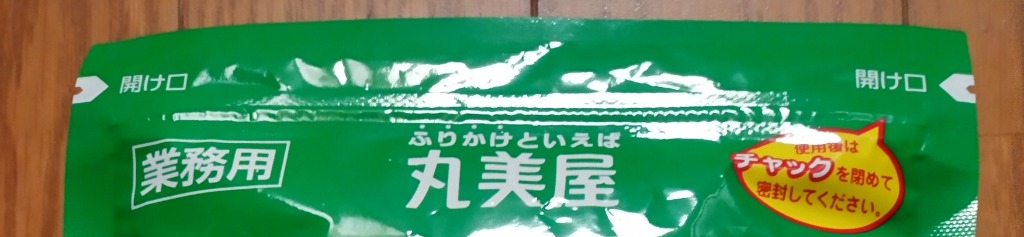 開け口
開け口
業務用
ふりかけといえば
丸美屋
使用後は
チャックを閉めて
密封してください。